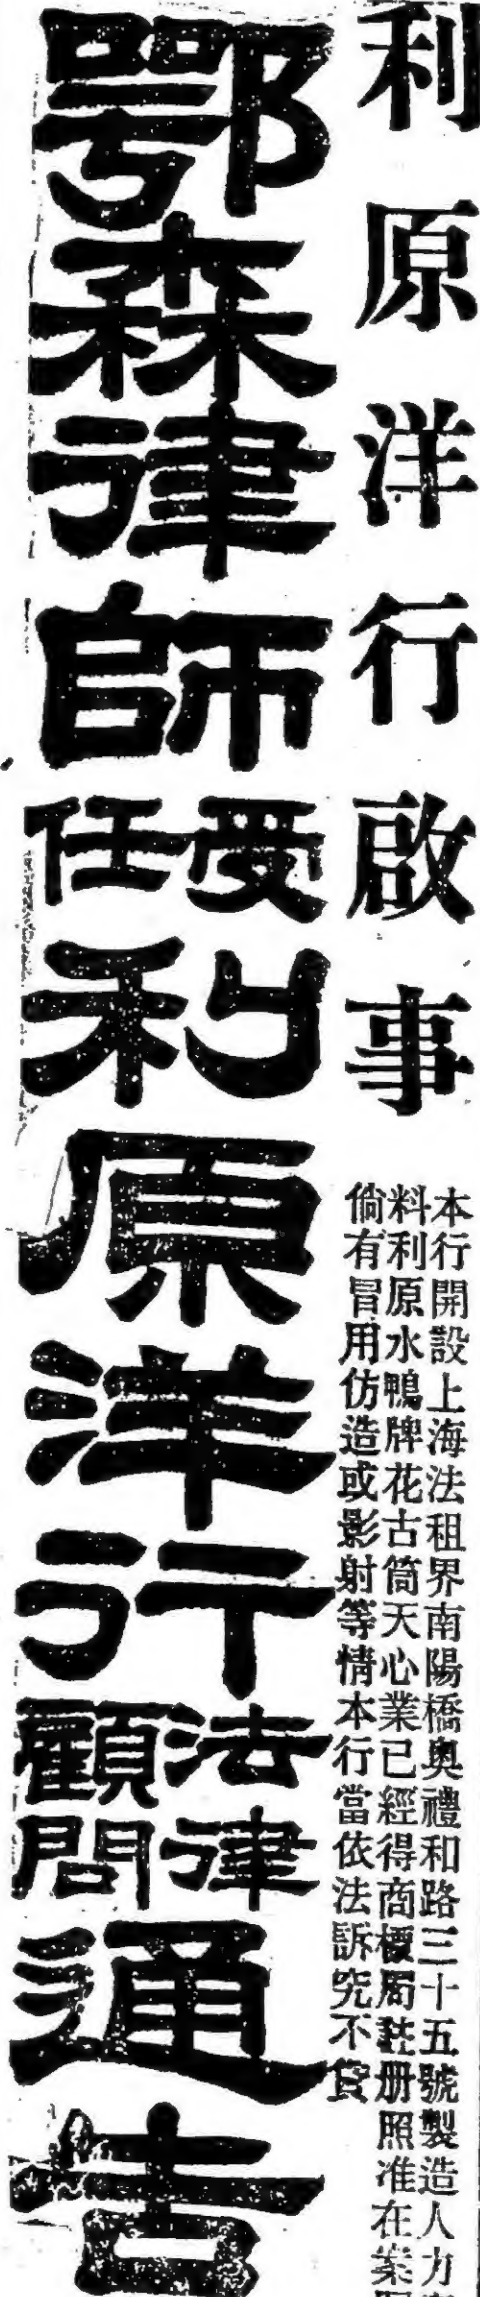 利原洋行啟事
本行開設上海法租界南陽橋奧禮和路三十五號製造人力
料利原水鴨牌花古筒天心業已經得商標局註册照准在案
倘有冒用仿造或影射等情本行當依法訴究不貸
鄂森律師受任利原洋行法律顧問通告